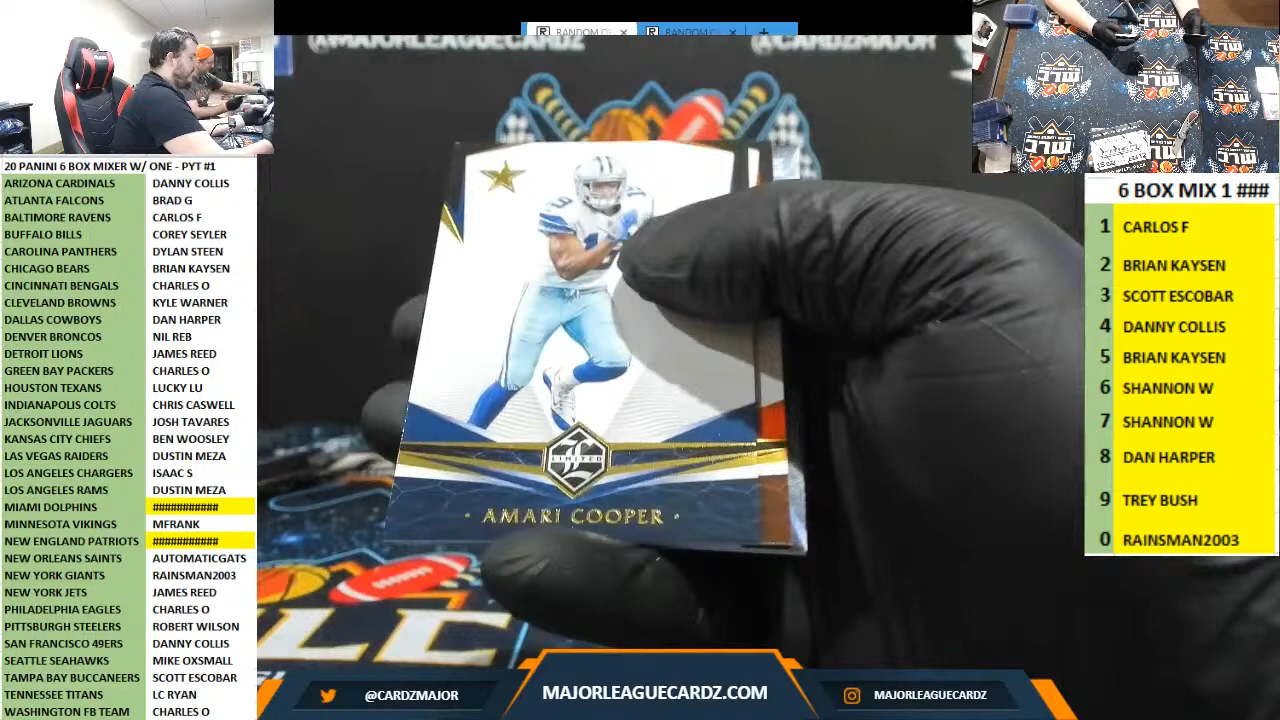 RANDOM
RANDOM
@MAJORLEAGUECARDZ
@CARDZMAJOR
20 PANINI 6 BOX MIXER W/ ONE - PYT #1
ARIZONA CARDINALS DANNY COLLIS
ATLANTA FALCONS BRAD G
BALTIMORE RAVENS CARLOS F
BUFFALO BILLS COREY SEYLER
CAROLINA PANTHERS DYLAN STEEN
CHICAGO BEARS BRIAN KAYSEN
CINCINNATI BENGALS CHARLES O
CLEVELAND BROWNS KYLE WARNER
DALLAS COWBOYS DAN HARPER
DENVER BRONCOS NIL REB
DETROIT LIONS JAMES REED
GREEN BAY PACKERS CHARLES O
HOUSTON TEXANS LUCKY LU
INDIANAPOLIS COLTS CHRIS CASWELL
JACKSONVILLE JAGUARS JOSH TAVARES
KANSAS CITY CHIEFS BEN WOOSLEY
LAS VEGAS RAIDERS DUSTIN MEZA
LOS ANGELES CHARGERS ISAAC S
LOS ANGELES RAMS DUSTIN MEZA
MIAMI DOLPHINS ###########
MINNESOTA VIKINGS MFRANK
NEW ENGLAND PATRIOTS ###########
NEW ORLEANS SAINTS AUTOMATICGATS
NEW YORK GIANTS RAINSMAN2003
NEW YORK JETS JAMES REED
PHILADELPHIA EAGLES CHARLES O
PITTSBURGH STEELERS ROBERT WILSON
SAN FRANCISCO 49ERS DANNY COLLIS
SEATTLE SEAHAWKS MIKE OXSMALL
TAMPA BAY BUCCANEERS SCOTT ESCOBAR
TENNESSEE TITANS LC RYAN
WASHINGTON FB TEAM CHARLES O
LIMITED
· AMARI COOPER ·
6 BOX MIX 1 ###
1 CARLOS F
2 BRIAN KAYSEN
3 SCOTT ESCOBAR
4 DANNY COLLIS
5 BRIAN KAYSEN
6 SHANNON W
7 SHANNON W
8 DAN HARPER
9 TREY BUSH
0 RAINSMAN2003
@CARDZMAJOR
MAJORLEAGUECARDZ.COM
MAJORLEAGUECARDZ